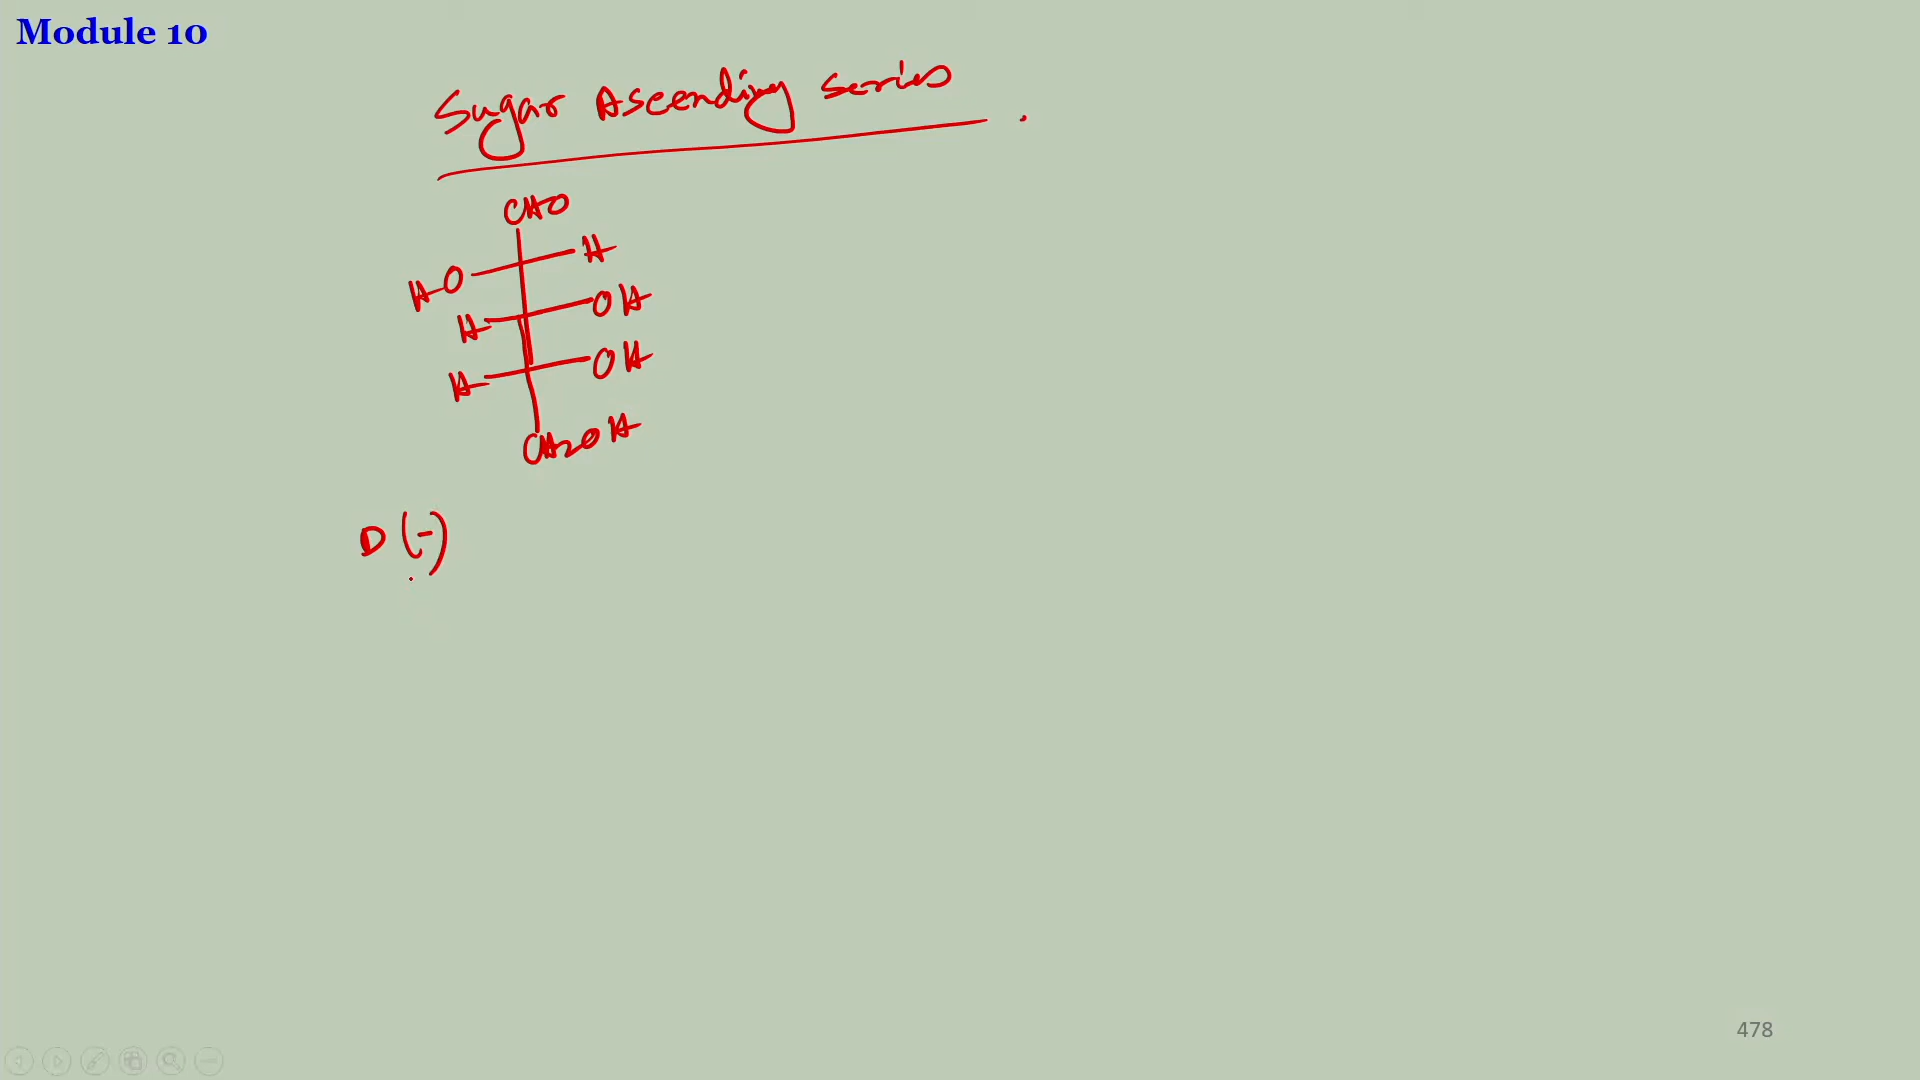 Module 10
Sugar Ascending series
CHO
HO H
H OH
H OH
CH2OH
D (-)
478